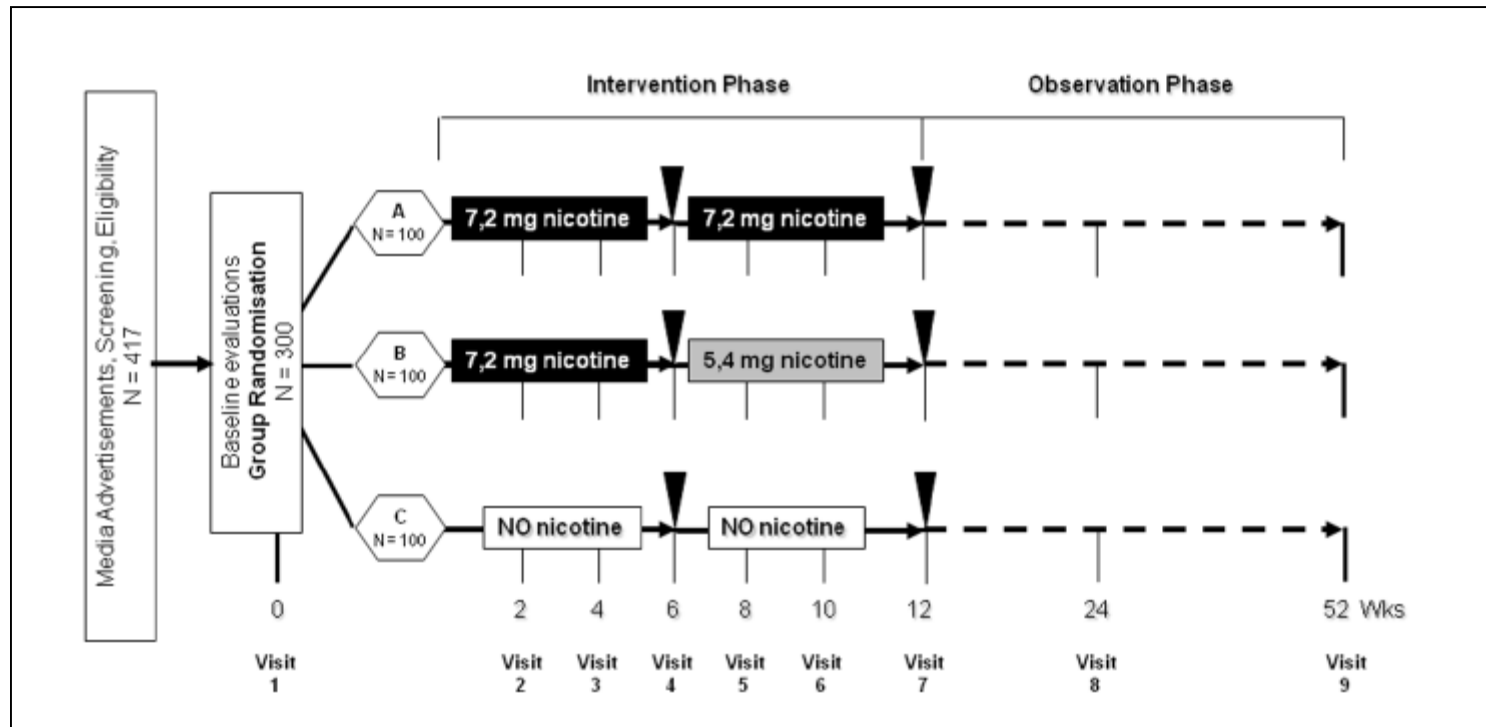 Intervention Phase
Observation Phase
Media Advertisements, Screening, Eligibility
N = 417
Baseline evaluations
Group Randomisation
N = 300
A
N = 100
7,2 mg nicotine
7,2 mg nicotine
B
N = 100
7,2 mg nicotine
5,4 mg nicotine
C
N = 100
NO nicotine
NO nicotine
0
2
4
6
8
10
12
24
52 Wks
Visit
1
Visit
2
Visit
3
Visit
4
Visit
5
Visit
6
Visit
7
Visit
8
Visit
9